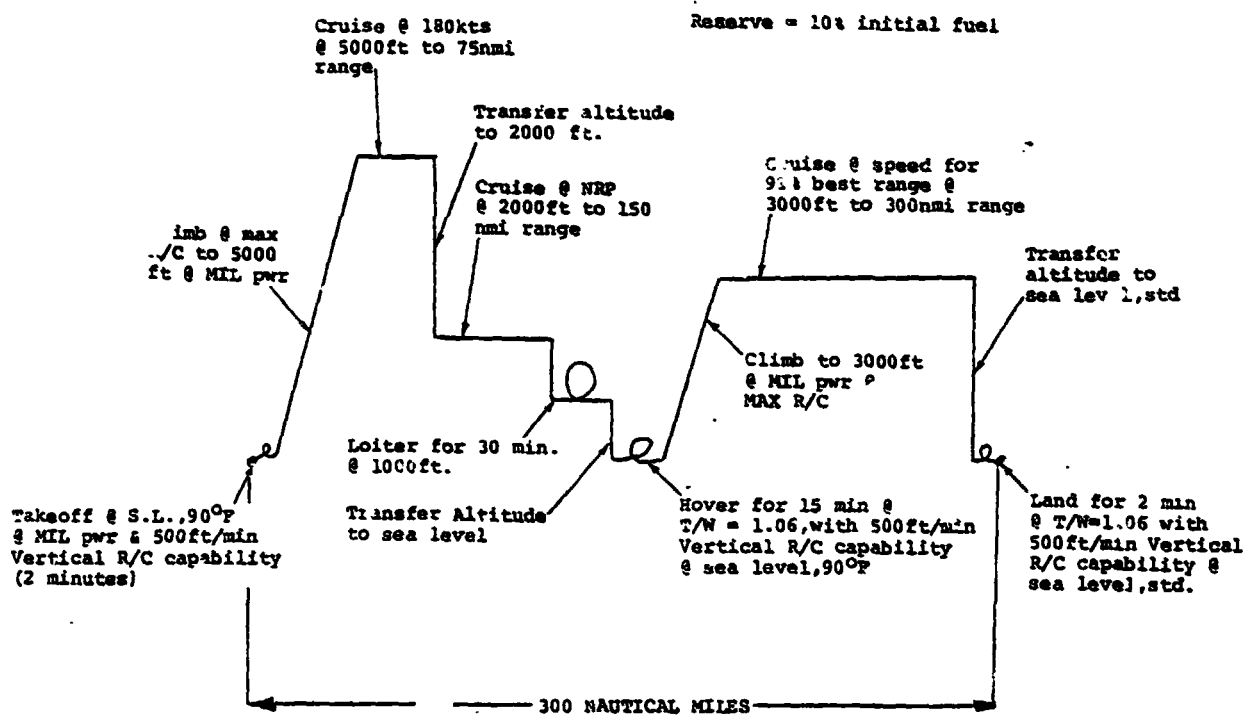 Reserve = 10% initial fuel
Cruise @ 180kts
@ 5000ft to 75nmi
range
Transfer altitude
to 2000 ft.
Cruise @ NRP
@ 2000ft to 150
nmi range
imb @ max
/C to 5000
ft @ MIL pwr
Cruise @ speed for
best range @
3000ft to 300nmi range
Transfer
altitude to
sea lev l,std
Climb to 3000ft
@ MIL pwr @
MAX R/C
Loiter for 30 min.
@ 1000ft.
Transfer Altitude
to sea level
Takeoff @ S.L.,90°F
@ MIL pwr & 500ft/min
Vertical R/C capability
(2 minutes)
Hover for 15 min @
T/W = 1.06,with 500ft/min
Vertical R/C capability
@ sea level,90°F
Land for 2 min
@ T/W=1.06 with
500ft/min Vertical
R/C capability @
sea level,std.
300 NAUTICAL MILES